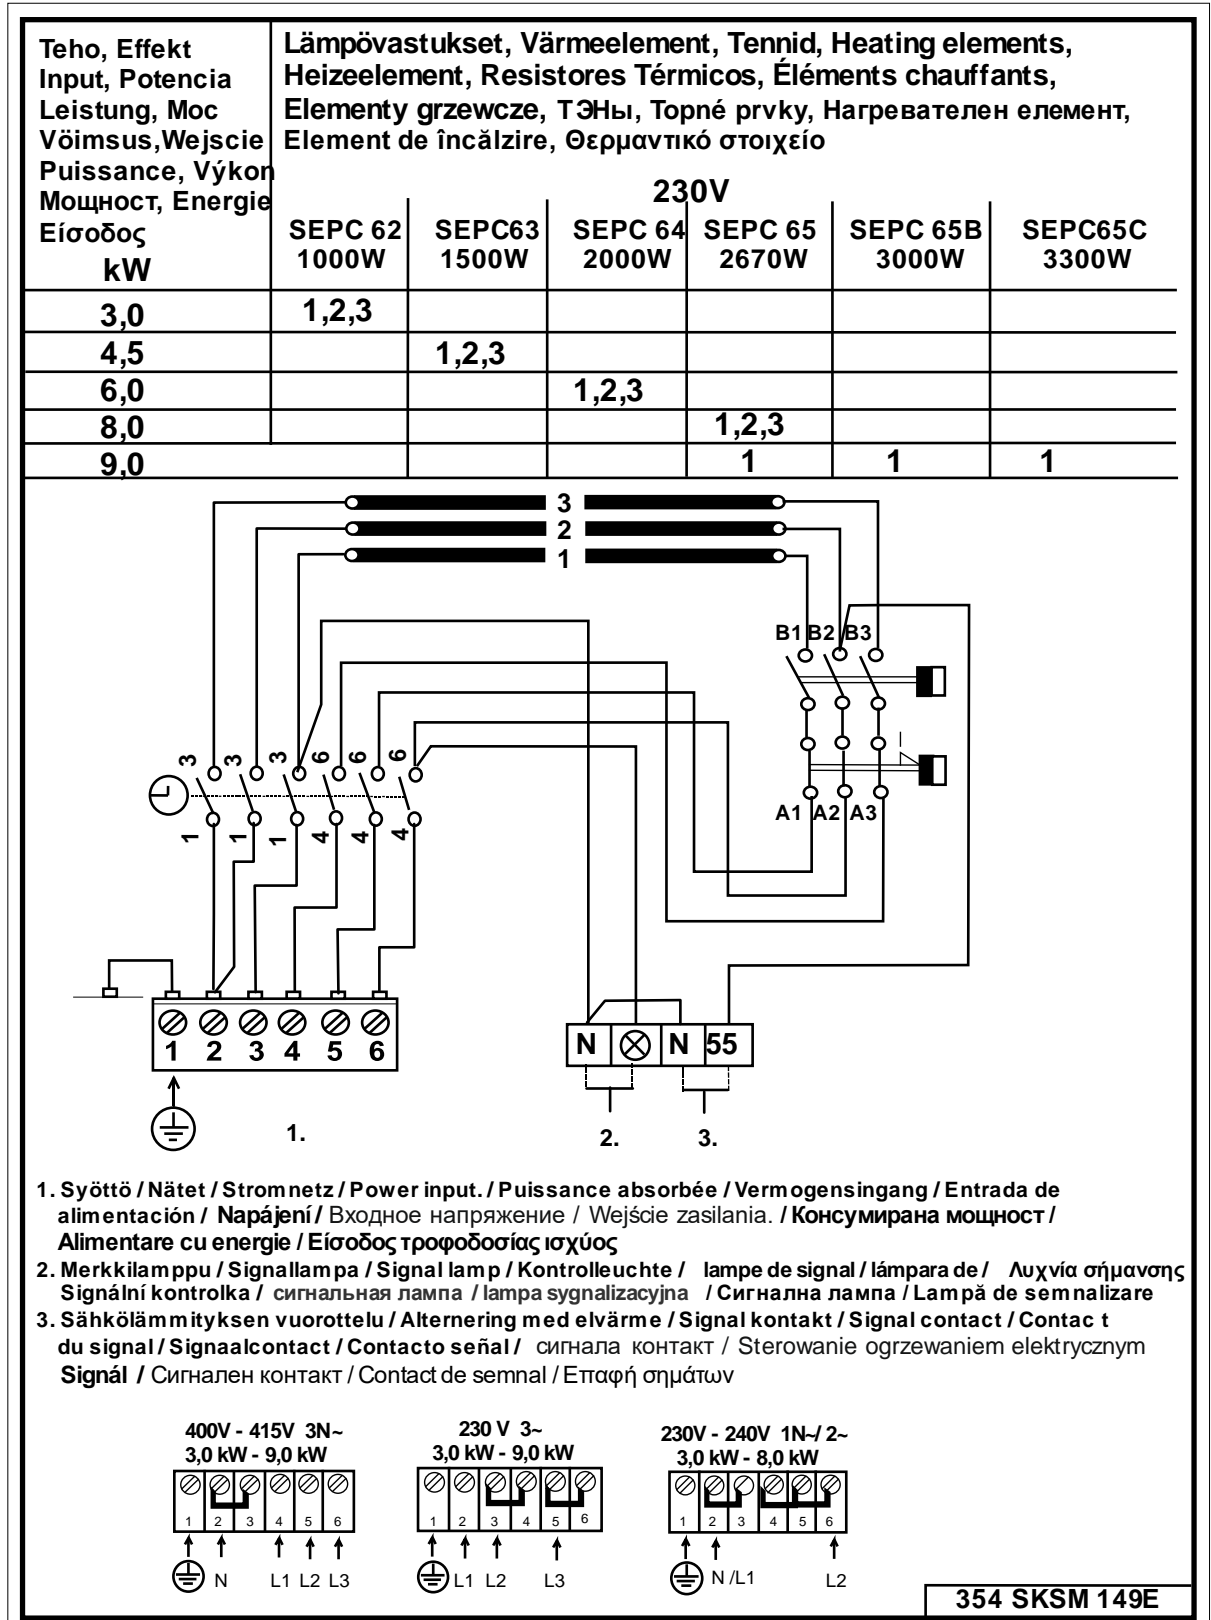 Teho, Effekt
Input, Potencia
Leistung, Moc
Vöimsus,Wejscie
Puissance, Výkon
Мощност, Energie
Είσοδος
kW
Lämpövastukset, Värmeelement, Tennid, Heating elements,
Heizeelement, Resistores Térmicos, Éléments chauffants,
Elementy grzewcze, ТЭНы, Topné prvky, Нагревателен елемент,
Element de încălzire, Θερμαντικό στοιχείο
230V
SEPC 62 SEPC63 SEPC 64 SEPC 65 SEPC 65B SEPC65C
1000W 1500W 2000W 2670W 3000W 3300W
3,0 1,2,3
4,5 1,2,3
6,0 1,2,3
8,0 1,2,3
9,0 1 1 1
3
2
1
B1 B2 B3
3 3 3 6 6 6
1 1 1 4 4 4
A1 A2 A3
1 2 3 4 5 6
N N 55
1. 2. 3.
1. Syöttö / Nätet / Stromnetz / Power input. / Puissance absorbée / Vermogensingang / Entrada de
alimentación / Napájení / Входное напряжение / Wejście zasilania. / Консумирана мощност /
Alimentare cu energie / Είσοδος τροφοδοσίας ισχύος
2. Merkkilamppu / Signallampa / Signal lamp / Kontrolleuchte / lampe de signal / lámpara de / Λυχνία σήμανσης
Signální kontrolka / сигнальная лампа / lampa sygnalizacyjna / Сигнална лампа / Lampă de semnalizare
3. Sähkölämmityksen vuorottelu / Alternering med elvärme / Signal kontakt / Signal contact / Contac t
du signal / Signaalcontact / Contacto señal / сигнала контакт / Sterowanie ogrzewaniem elektrycznym
Signál / Сигнален контакт / Contact de semnal / Επαφή σημάτων
400V - 415V 3N~
3,0 kW - 9,0 kW
1 2 3 4 5 6
N L1 L2 L3
230 V 3~
3,0 kW - 9,0 kW
1 2 3 4 5 6
L1 L2 L3
230V - 240V 1N~/ 2~
3,0 kW - 8,0 kW
1 2 3 4 5 6
N /L1 L2
354 SKSM 149E